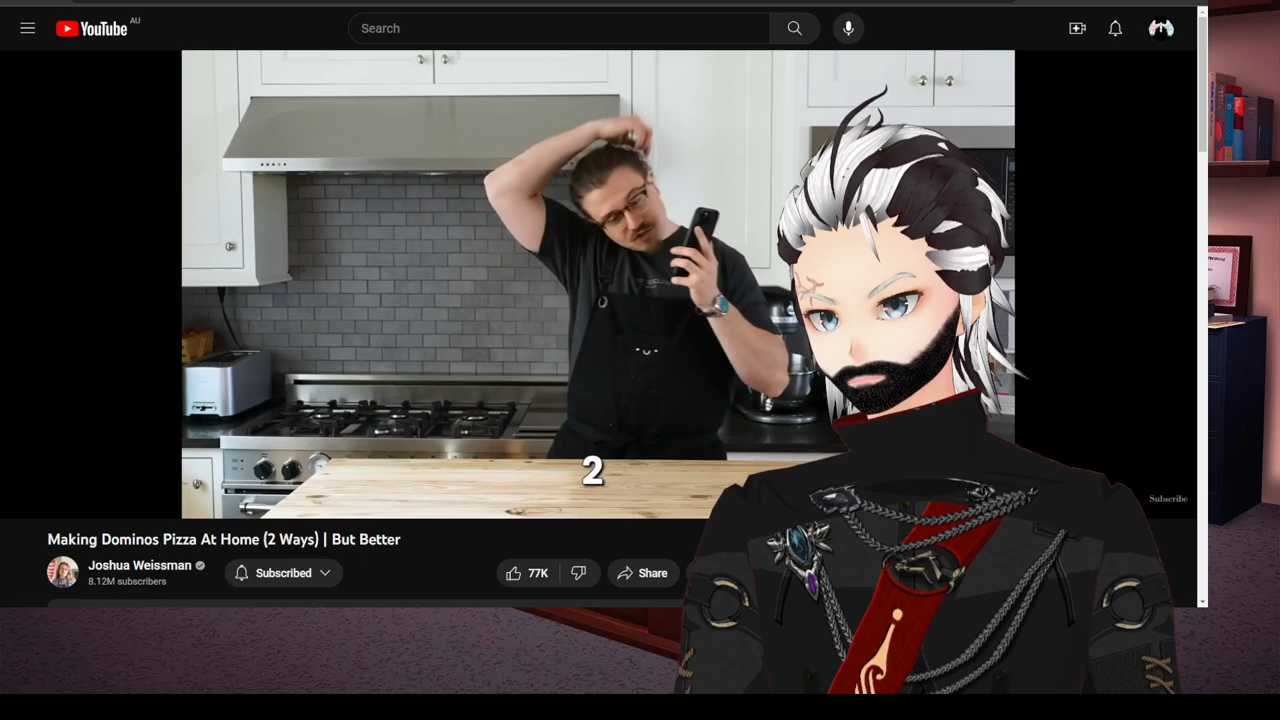 YouTube AU
Search
2
Subscribe
Making Dominos Pizza At Home (2 Ways) | But Better
Joshua Weissman
8.12M subscribers
Subscribed
77K
Share